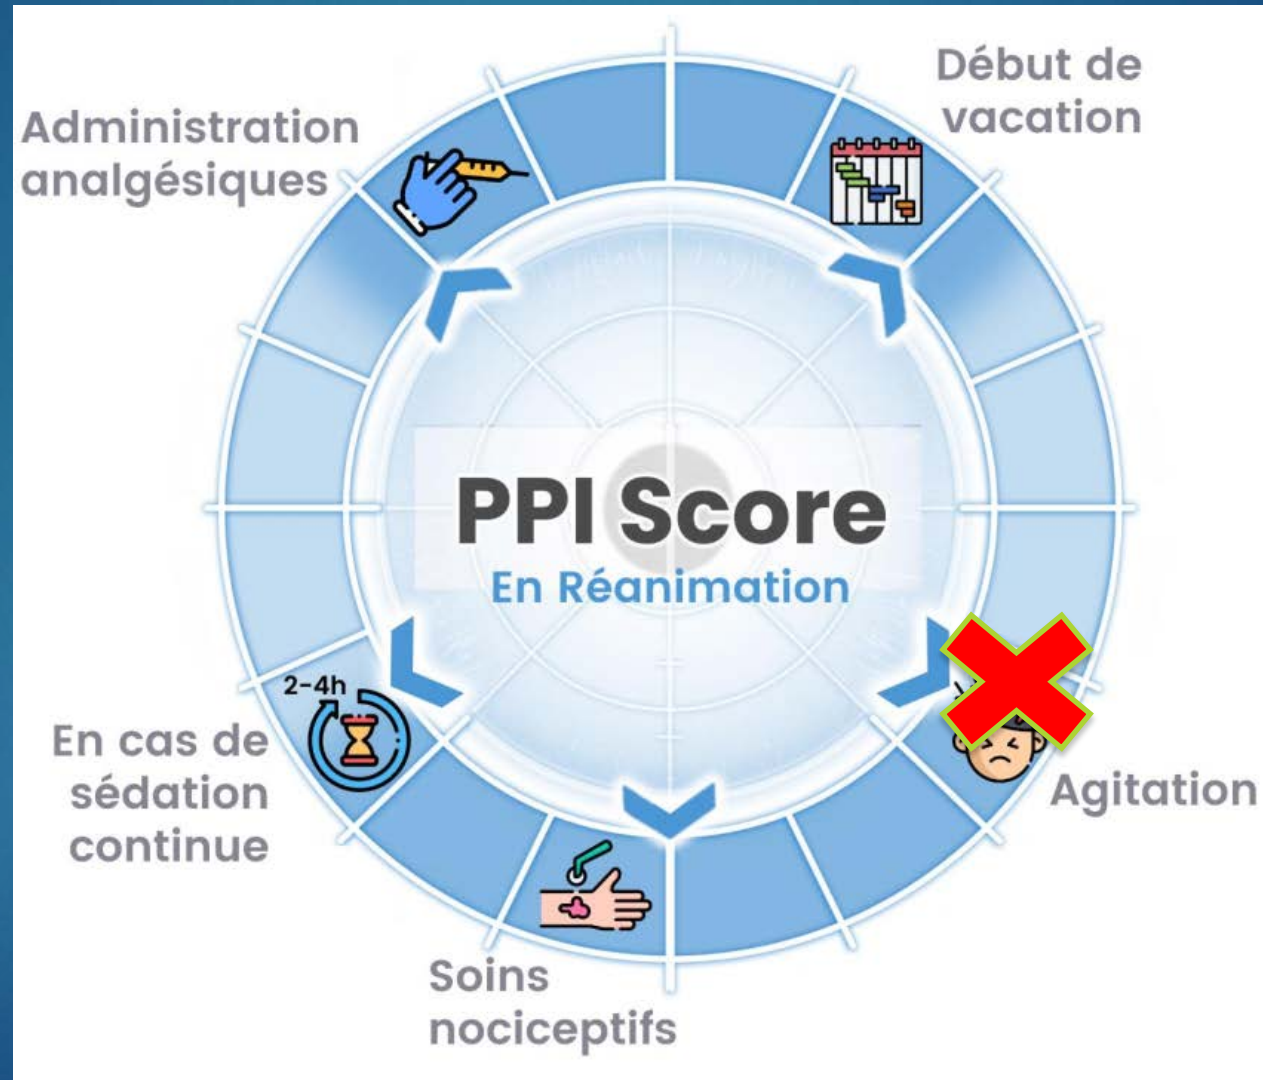 Début de
vacation
Administration
analgésiques
PPI Score
En Réanimation
2-4h
En cas de
sédation
continue
Agitation
Soins
nociceptifs